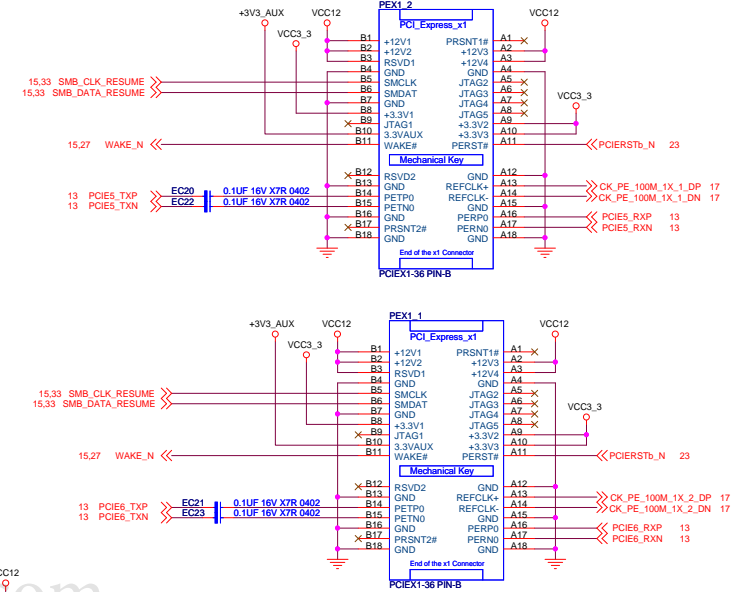 PEX1_2
+3V3_AUX VCC12 PCI_Express_x1 VCC12
VCC3_3
B1 +12V1 PRSNT1# A1
B2 +12V2 +12V3 A2
B3 RSVD1 +12V4 A3
B4 GND GND A4
15,33 SMB_CLK_RESUME B5 SMCLK JTAG2 A5
15,33 SMB_DATA_RESUME B6 SMDAT JTAG3 A6
B7 GND JTAG4 A7 VCC3_3
B8 +3.3V1 JTAG5 A8
B9 JTAG1 +3.3V2 A9
B10 3.3VAUX +3.3V3 A10
15,27 WAKE_N B11 WAKE# PERST# A11 PCIERSTb_N 23
Mechanical Key
B12 RSVD2 GND A12
B13 GND REFCLK+ A13 CK_PE_100M_1X_1_DP 17
13 PCIE5_TXP EC20 0.1UF 16V X7R 0402 B14 PETP0 REFCLK- A14 CK_PE_100M_1X_1_DN 17
13 PCIE5_TXN EC22 0.1UF 16V X7R 0402 B15 PETN0 GND A15
B16 GND PERP0 A16 PCIE5_RXP 13
B17 PRSNT2# PERN0 A17 PCIE5_RXN 13
B18 GND GND A18
End of the x1 Connector
PCIEX1-36 PIN-B
PEX1_1
+3V3_AUX VCC12 PCI_Express_x1 VCC12
VCC3_3
B1 +12V1 PRSNT1# A1
B2 +12V2 +12V3 A2
B3 RSVD1 +12V4 A3
B4 GND GND A4
15,33 SMB_CLK_RESUME B5 SMCLK JTAG2 A5
15,33 SMB_DATA_RESUME B6 SMDAT JTAG3 A6
B7 GND JTAG4 A7 VCC3_3
B8 +3.3V1 JTAG5 A8
B9 JTAG1 +3.3V2 A9
B10 3.3VAUX +3.3V3 A10
15,27 WAKE_N B11 WAKE# PERST# A11 PCIERSTb_N 23
Mechanical Key
B12 RSVD2 GND A12
B13 GND REFCLK+ A13 CK_PE_100M_1X_2_DP 17
13 PCIE6_TXP EC21 0.1UF 16V X7R 0402 B14 PETP0 REFCLK- A14 CK_PE_100M_1X_2_DN 17
13 PCIE6_TXN EC23 0.1UF 16V X7R 0402 B15 PETN0 GND A15
B16 GND PERP0 A16 PCIE6_RXP 13
B17 PRSNT2# PERN0 A17 PCIE6_RXN 13
B18 GND GND A18
End of the x1 Connector
PCIEX1-36 PIN-B